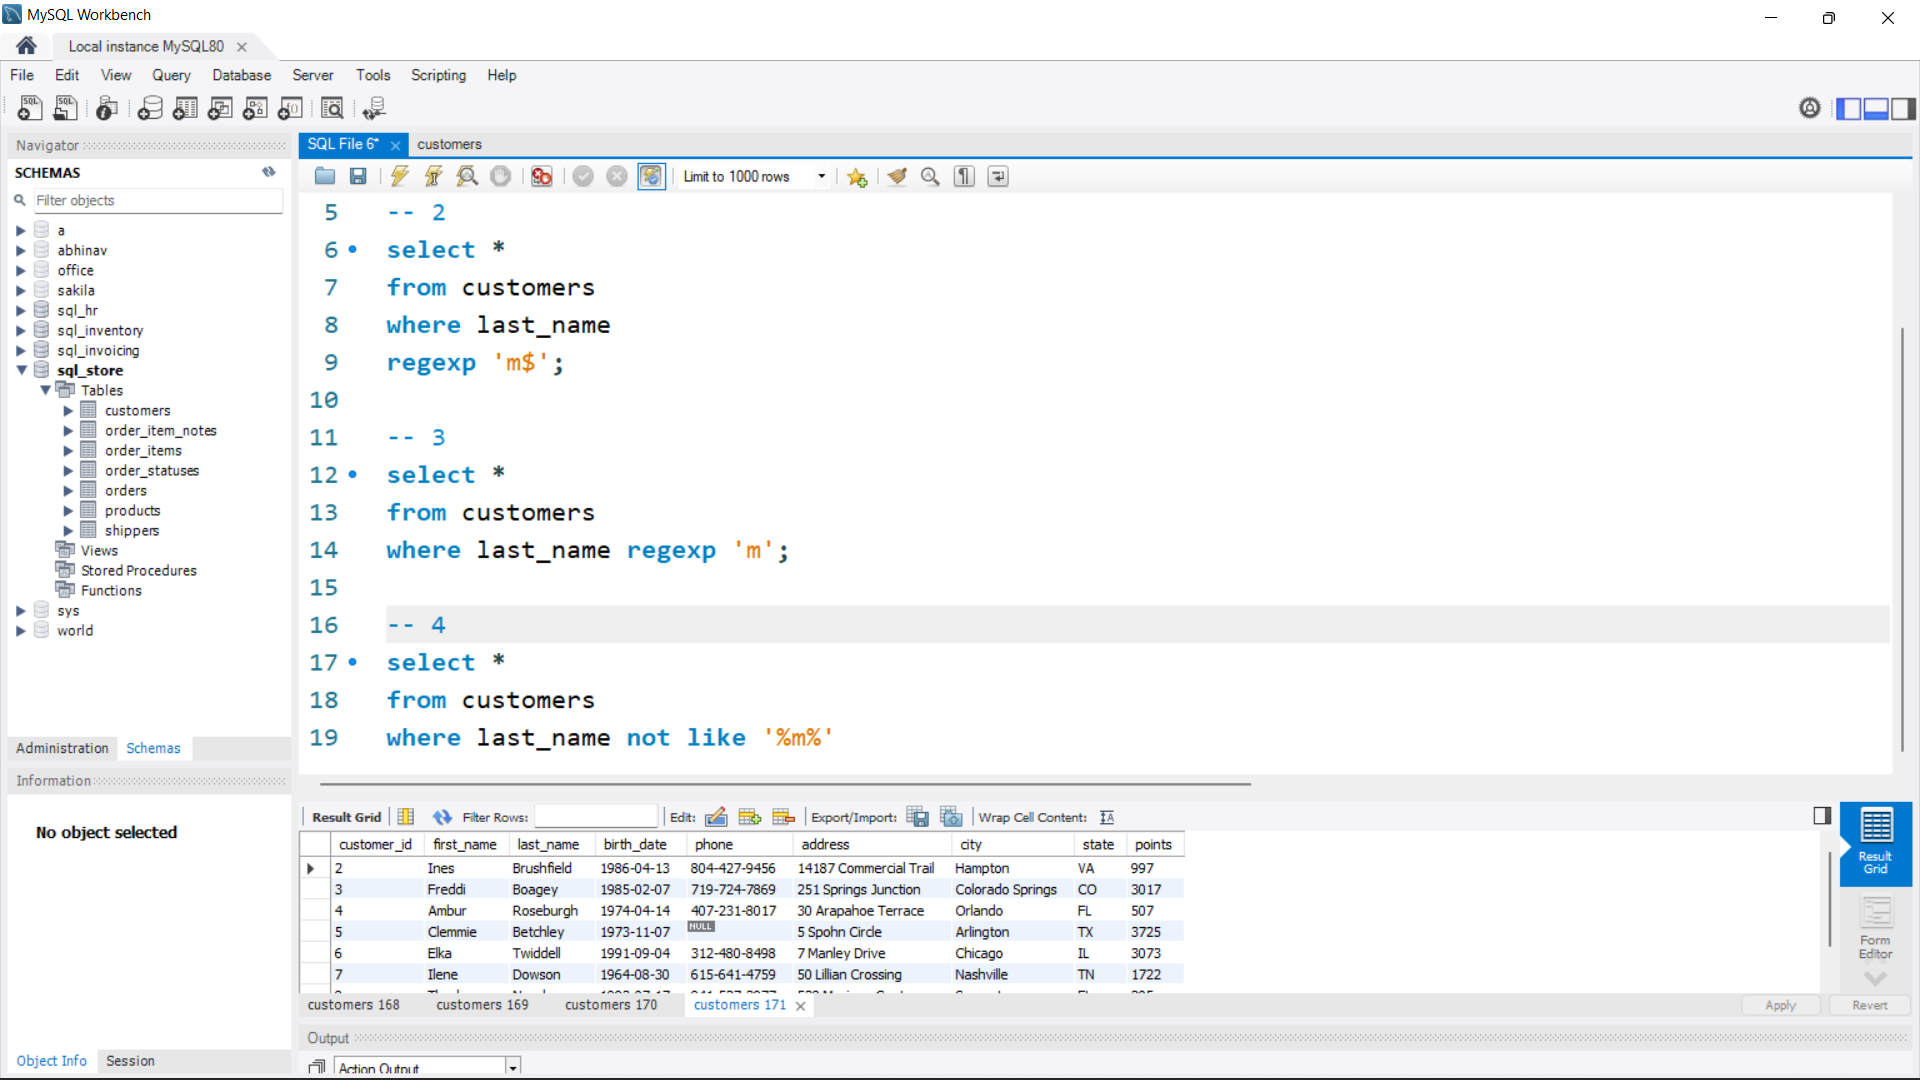 MySQL Workbench
Local instance MySQL80
File Edit View Query Database Server Tools Scripting Help
Navigator
SCHEMAS
Filter objects
a
abhinav
office
sakila
sql_hr
sql_inventory
sql_invoicing
sql_store
Tables
customers
order_item_notes
order_items
order_statuses
orders
products
shippers
Views
Stored Procedures
Functions
sys
world
Administration Schemas
Information
No object selected
Object Info Session
SQL File 6* customers
Limit to 1000 rows
5 -- 2
6 select *
7 from customers
8 where last_name
9 regexp 'm$';
10
11 -- 3
12 select *
13 from customers
14 where last_name regexp 'm';
15
16 -- 4
17 select *
18 from customers
19 where last_name not like '%m%'
Result Grid Filter Rows: Edit: Export/Import: Wrap Cell Content:
customer_id first_name last_name birth_date phone address city state points
2 Ines Brushfield 1986-04-13 804-427-9456 14187 Commercial Trail Hampton VA 997
3 Freddi Boagey 1985-02-07 719-724-7869 251 Springs Junction Colorado Springs CO 3017
4 Ambur Roseburgh 1974-04-14 407-231-8017 30 Arapahoe Terrace Orlando FL 507
5 Clemmie Betchley 1973-11-07 NULL 5 Spohn Circle Arlington TX 3725
6 Elka Twiddell 1991-09-04 312-480-8498 7 Manley Drive Chicago IL 3073
7 Ilene Dowson 1964-08-30 615-641-4759 50 Lillian Crossing Nashville TN 1722
Result Grid
Form Editor
customers 168 customers 169 customers 170 customers 171
Apply Revert
Output
Action Output